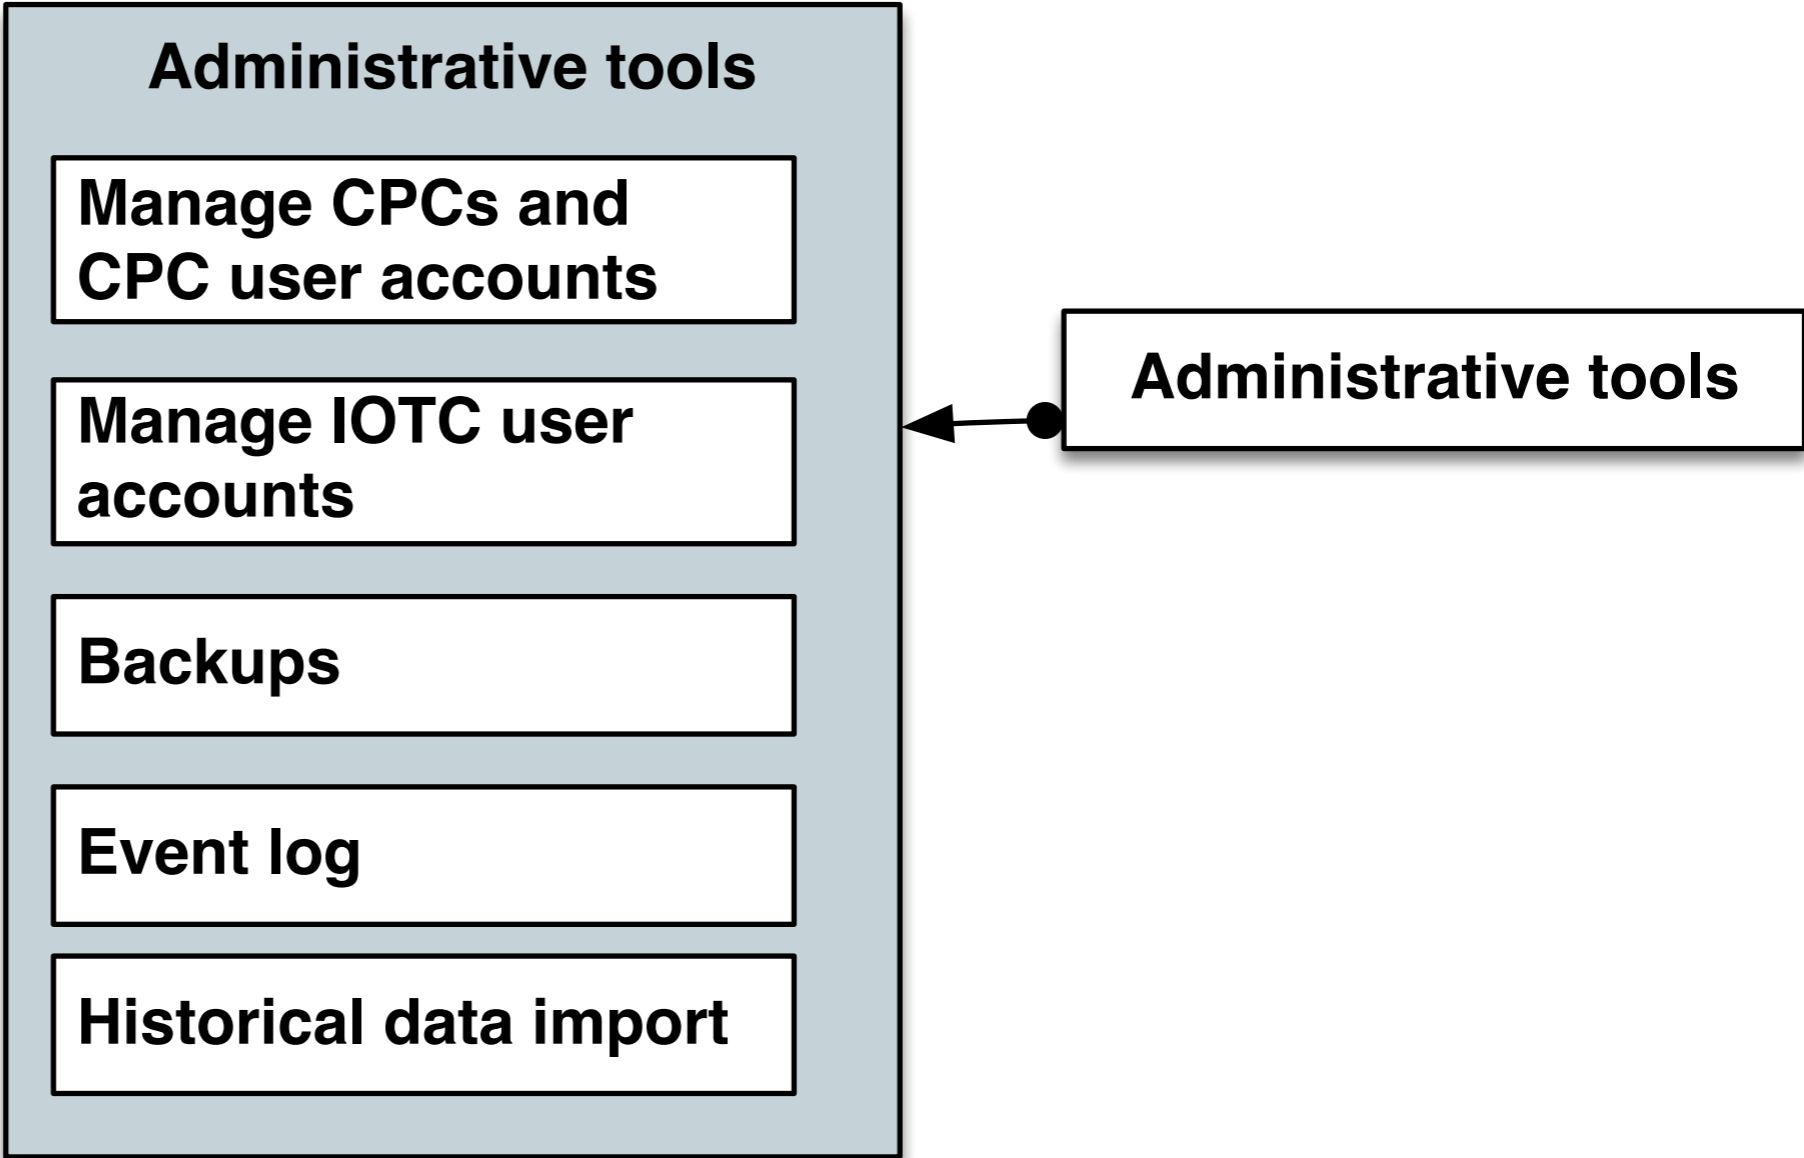 Administrative tools
Manage CPCs and
CPC user accounts
Manage IOTC user
accounts
Backups
Event log
Historical data import
Administrative tools